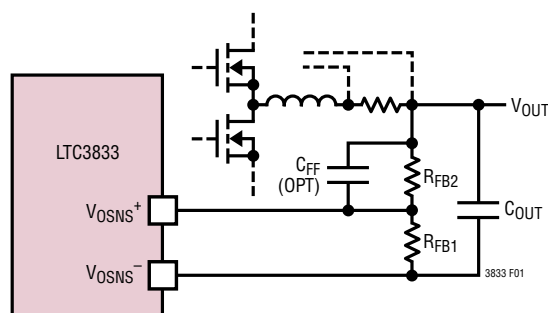 LTC3833
VOUT
CFF
(OPT)
RFB2
COUT
VOSNS+
RFB1
VOSNS–
3833 F01